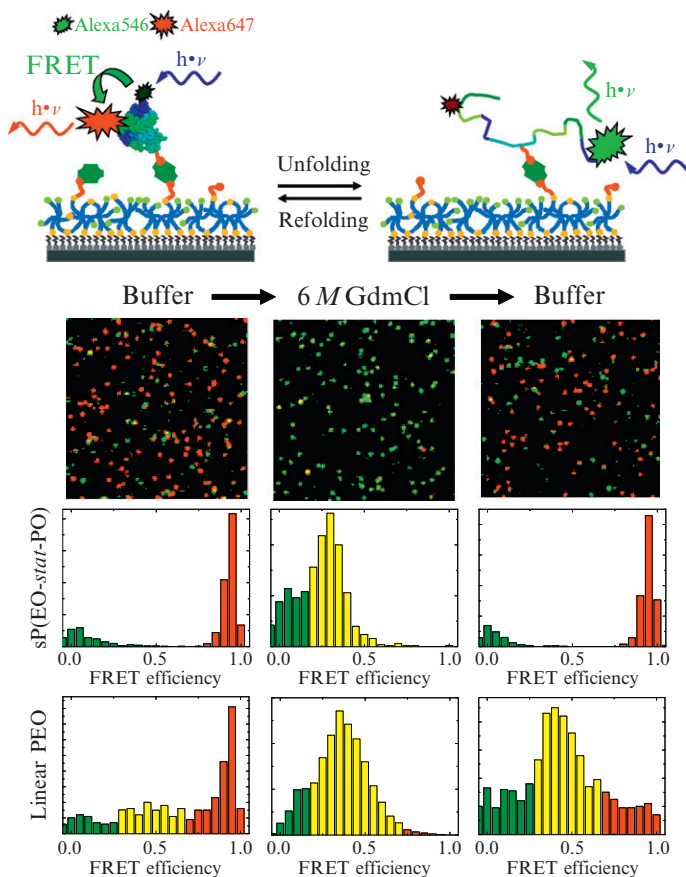 Alexa546 Alexa647
FRET
h•ν
h•ν
h•ν
h•ν
Unfolding
Refolding
Buffer 6 M GdmCl Buffer
sP(EO-stat-PO)
0.0 0.5 1.0 0.0 0.5 1.0 0.0 0.5 1.0
FRET efficiency FRET efficiency FRET efficiency
Linear PEO
0.0 0.5 1.0 0.0 0.5 1.0 0.0 0.5 1.0
FRET efficiency FRET efficiency FRET efficiency